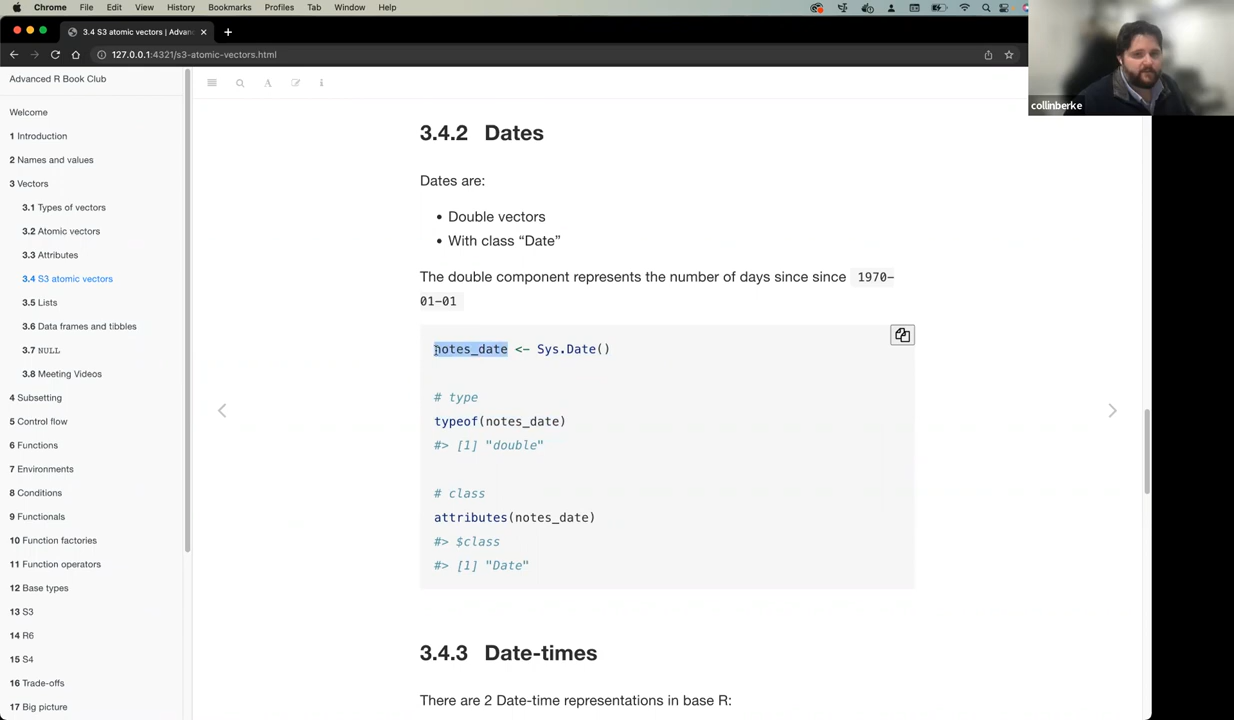 Chrome File Edit View History Bookmarks Profiles Tab Window Help
3.4 S3 atomic vectors | Advan
127.0.0.1:4321/s3-atomic-vectors.html
collinberke
Advanced R Book Club
Welcome
1 Introduction
2 Names and values
3 Vectors
3.1 Types of vectors
3.2 Atomic vectors
3.3 Attributes
3.4 S3 atomic vectors
3.5 Lists
3.6 Data frames and tibbles
3.7 NULL
3.8 Meeting Videos
4 Subsetting
5 Control flow
6 Functions
7 Environments
8 Conditions
9 Functionals
10 Function factories
11 Function operators
12 Base types
13 S3
14 R6
15 S4
16 Trade-offs
17 Big picture
3.4.2 Dates
Dates are:
• Double vectors
• With class “Date”
The double component represents the number of days since since 1970-
01-01
notes_date <- Sys.Date()
# type
typeof(notes_date)
#> [1] "double"
# class
attributes(notes_date)
#> $class
#> [1] "Date"
3.4.3 Date-times
There are 2 Date-time representations in base R: